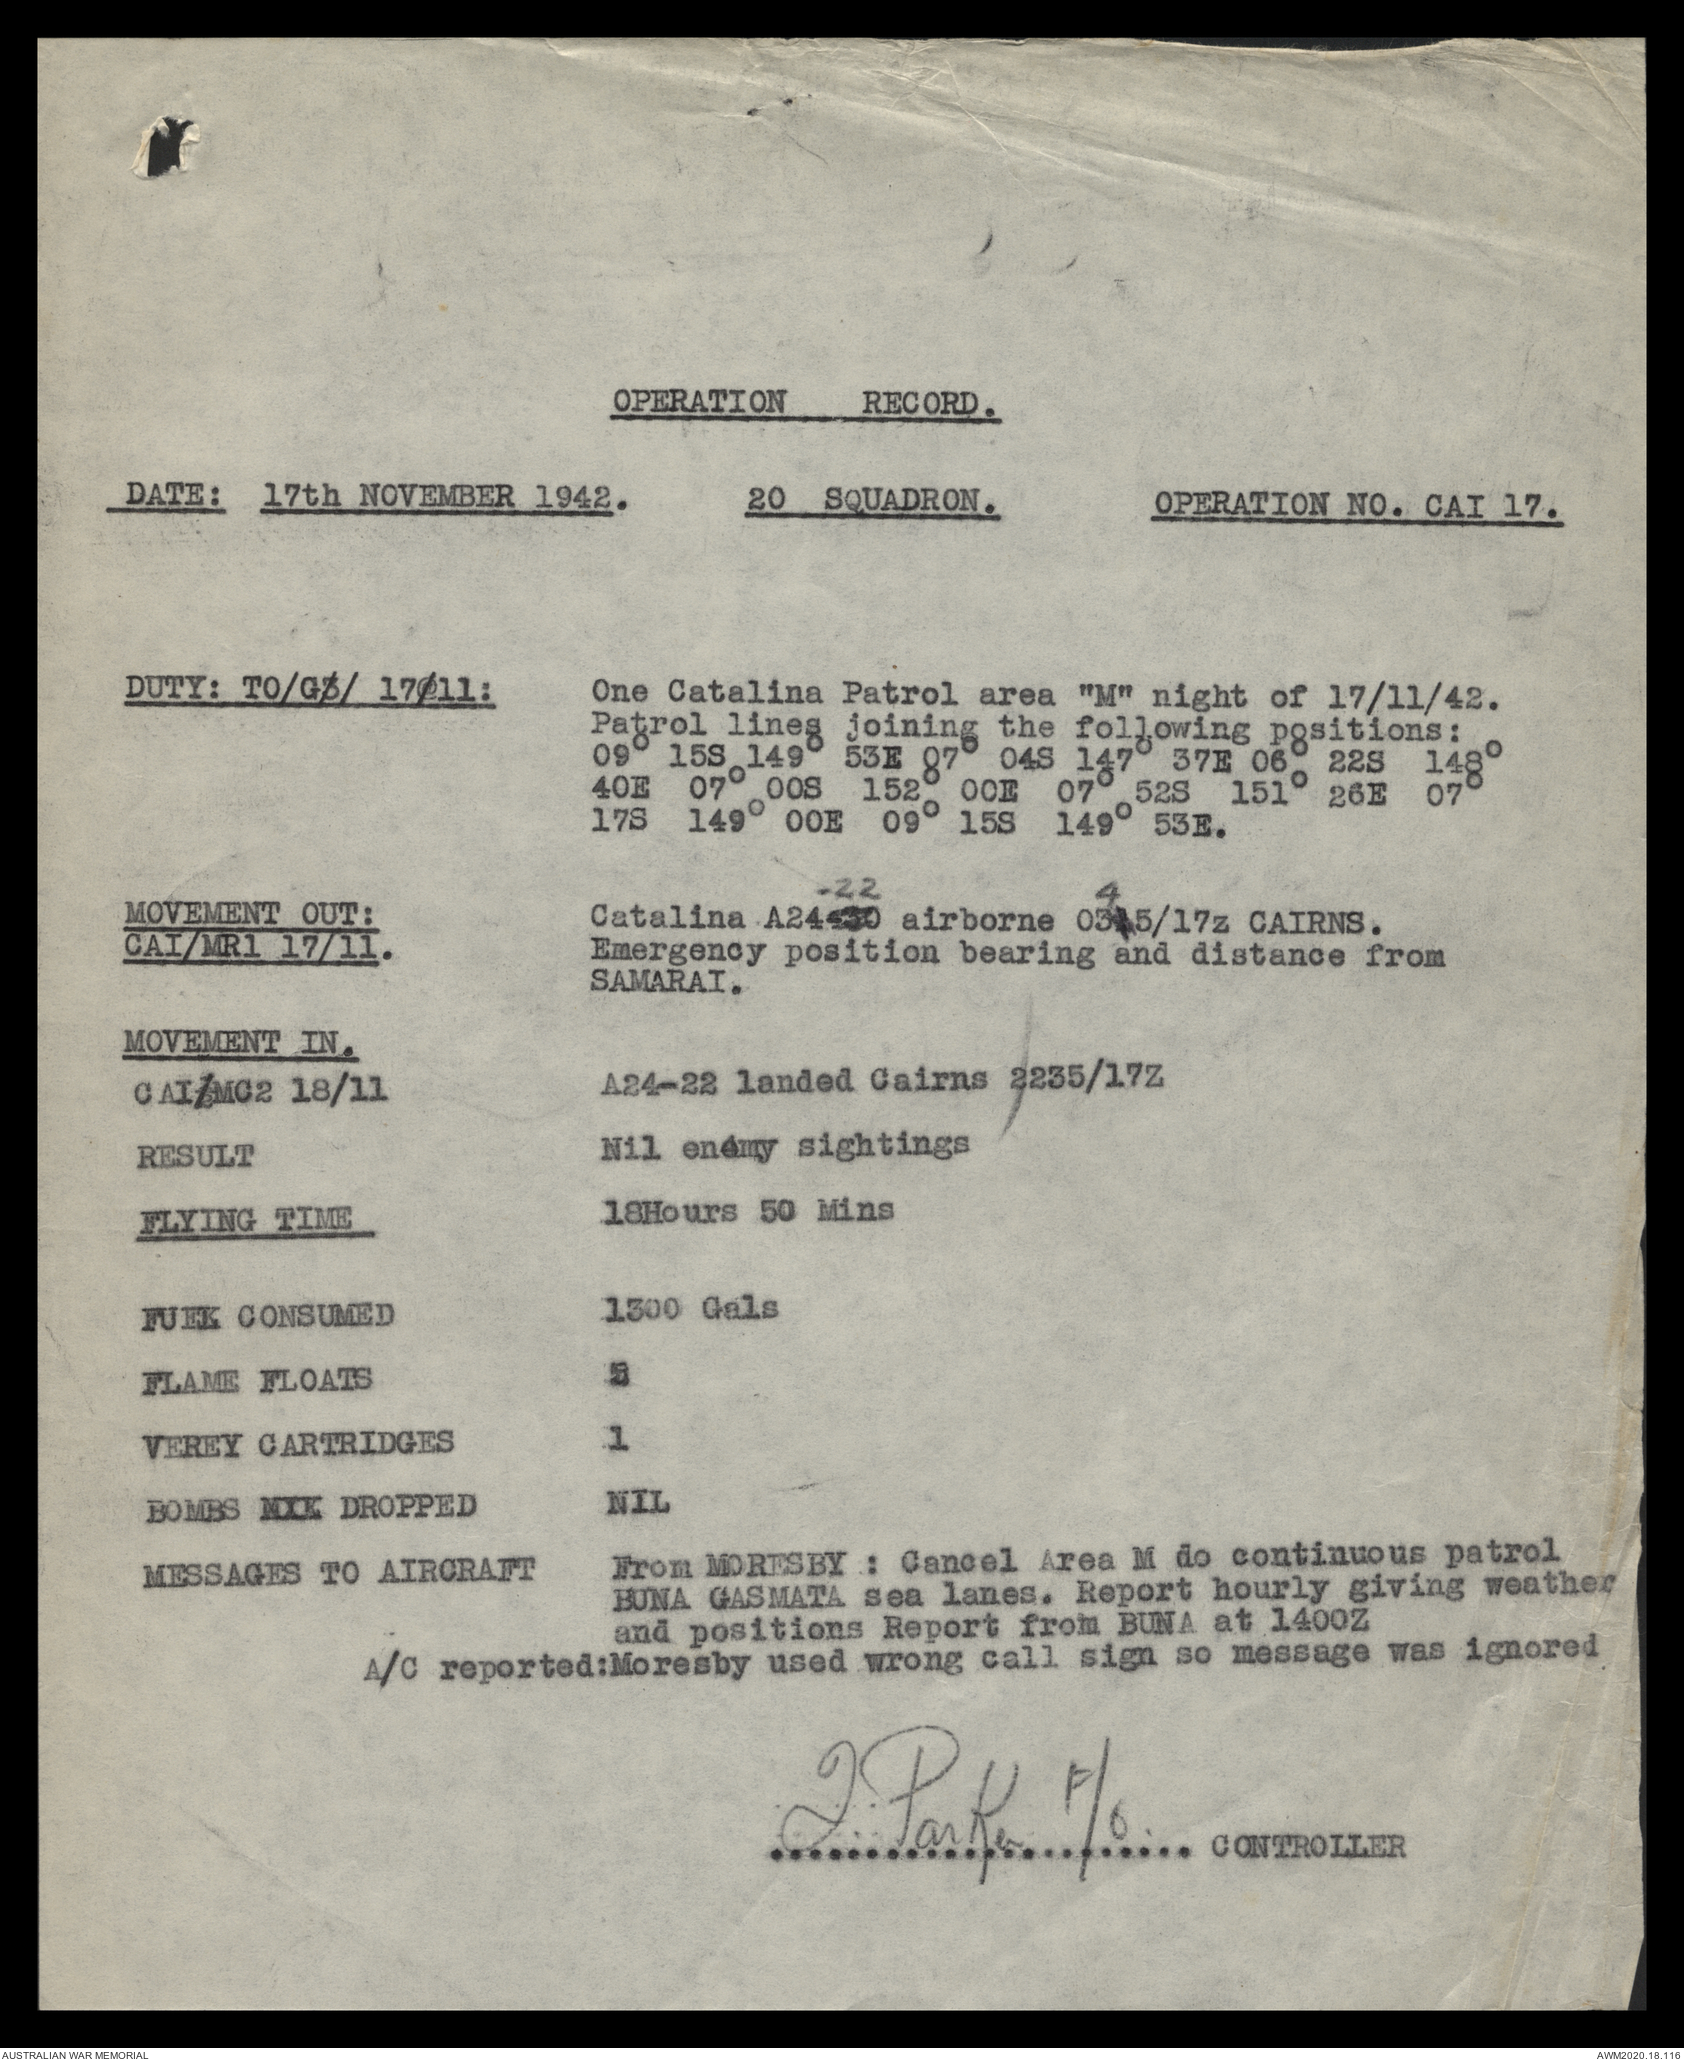 OPERATION RECORD.
DATE: 17th NOVEMBER 1942. 20 SQUADRON. OPERATION NO. CAI 17.
DUTY: TO/G3/ 17/11: One Catalina Patrol area "M" night of 17/11/42.
Patrol lines joining the following positions:
09° 15S 149° 53E 07° 04S 147° 37E 06° 22S 148°
40E 07° 00S 152° 00E 07° 52S 151° 26E 07°
17S 149° 00E 09° 15S 149° 53E.
-22 4
MOVEMENT OUT: Catalina A24-30 airborne 0345/17z CAIRNS.
CAI/MR1 17/11. Emergency position bearing and distance from
SAMARAI.
MOVEMENT IN.
CAI/MC2 18/11 A24-22 landed Cairns 2235/17Z
RESULT Nil enemy sightings
FLYING TIME 18Hours 50 Mins
FUEK CONSUMED 1300 Gals
FLAME FLOATS
VEREY CARTRIDGES 1
BOMBS DROPPED NIL
MESSAGES TO AIRCRAFT From MORESBY : Cancel Area M do continuous patrol
BUNA GASMATA sea lanes. Report hourly giving weather
and positions Report from BUNA at 1400Z
A/C reported:Moresby used wrong call sign so message was ignored
Parker F/O. CONTROLLER
AUSTRALIAN WAR MEMORIAL AWM2020.18.116